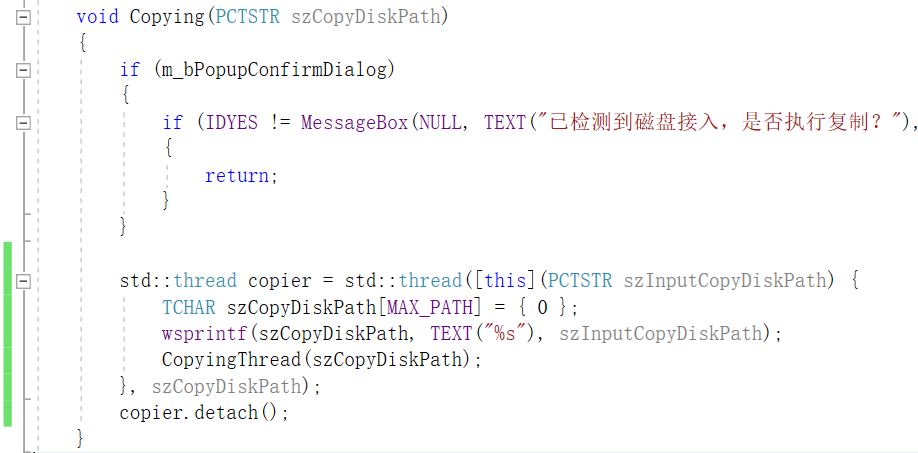 void Copying(PCTSTR szCopyDiskPath)
{
if (m_bPopupConfirmDialog)
{
if (IDYES != MessageBox(NULL, TEXT("已检测到磁盘接入，是否执行复制？"),
{
return;
}
}
std::thread copier = std::thread([this](PCTSTR szInputCopyDiskPath) {
TCHAR szCopyDiskPath[MAX_PATH] = { 0 };
wsprintf(szCopyDiskPath, TEXT("%s"), szInputCopyDiskPath);
CopyingThread(szCopyDiskPath);
}, szCopyDiskPath);
copier.detach();
}